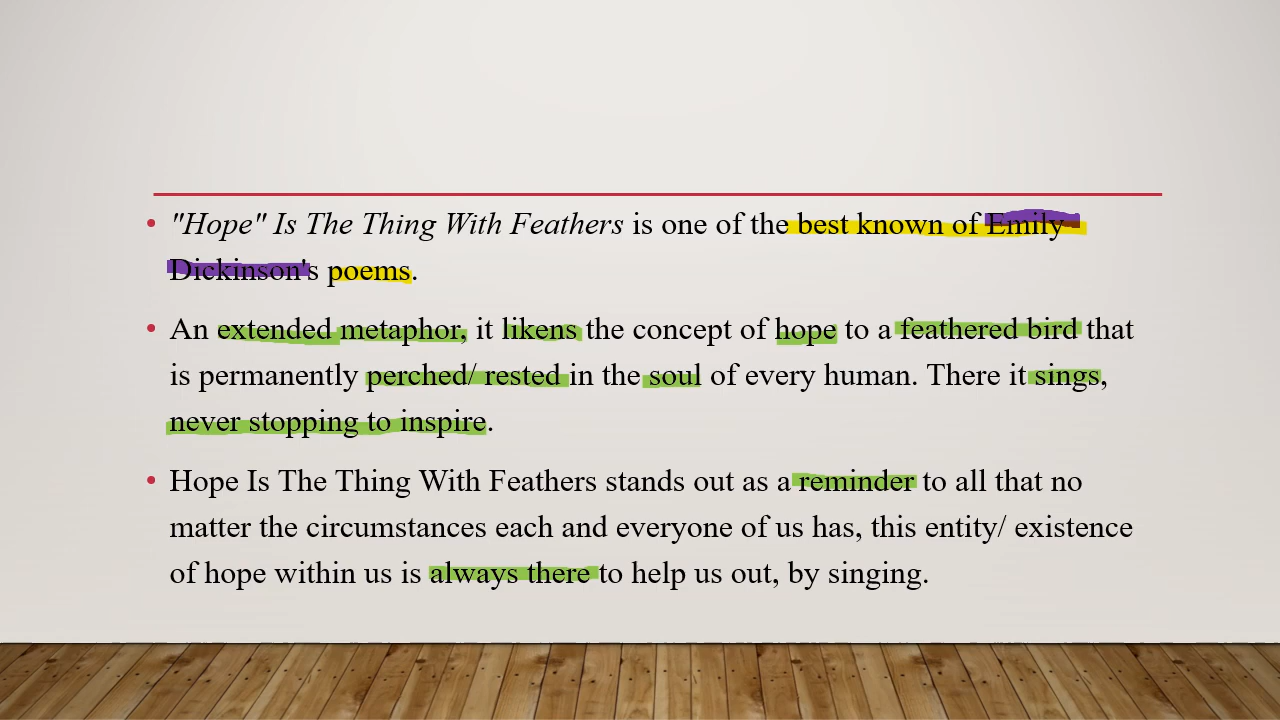 • "Hope" Is The Thing With Feathers is one of the best known of Emily
Dickinson's poems.
• An extended metaphor, it likens the concept of hope to a feathered bird that
is permanently perched/ rested in the soul of every human. There it sings,
never stopping to inspire.
• Hope Is The Thing With Feathers stands out as a reminder to all that no
matter the circumstances each and everyone of us has, this entity/ existence
of hope within us is always there to help us out, by singing.